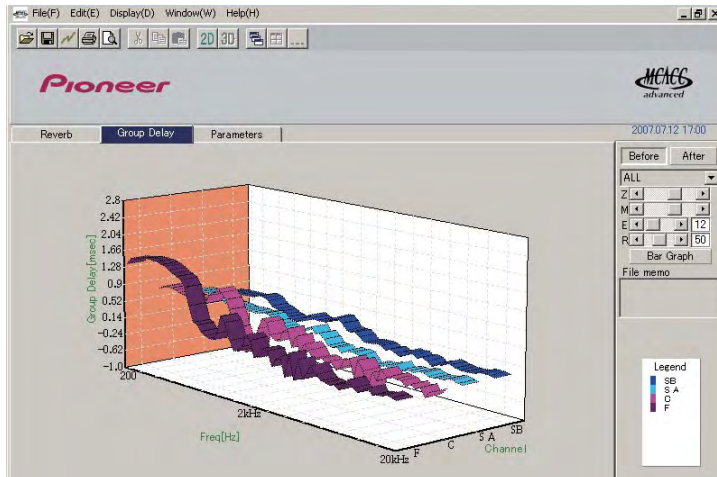 File(F) Edit(E) Display(D) Window(W) Help(H)
2D 3D ...
Pioneer
MCACC
advanced
Reverb Group Delay Parameters
2007.07.12 17:00
Before After
ALL
Z
M
E 12
R 50
Bar Graph
File memo
Group Delay[msec]
2.8
2.42
2.04
1.66
1.28
0.9
0.52
0.14
-0.24
-0.62
-1.0
200
2kHz
20kHz
Freq[Hz]
F
C
S A
SB
Channel
Legend
SB
S A
C
F